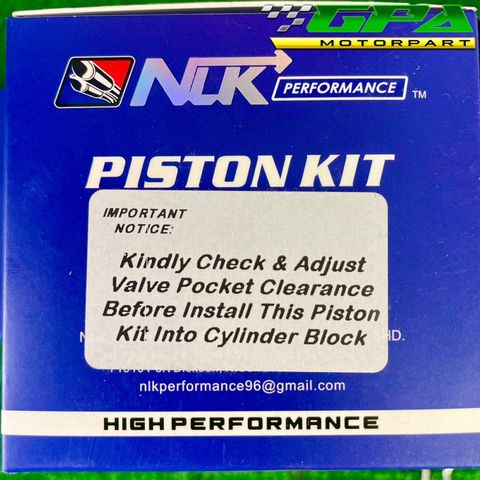 GPA
MOTORPART
NLK
PERFORMANCE TM
PISTON KIT
IMPORTANT
NOTICE:
Kindly Check & Adjust
Valve Pocket Clearance
Before Install This Piston
Kit Into Cylinder Block
HD.
nlkperformance96@gmail.com
HIGH PERFORMANCE